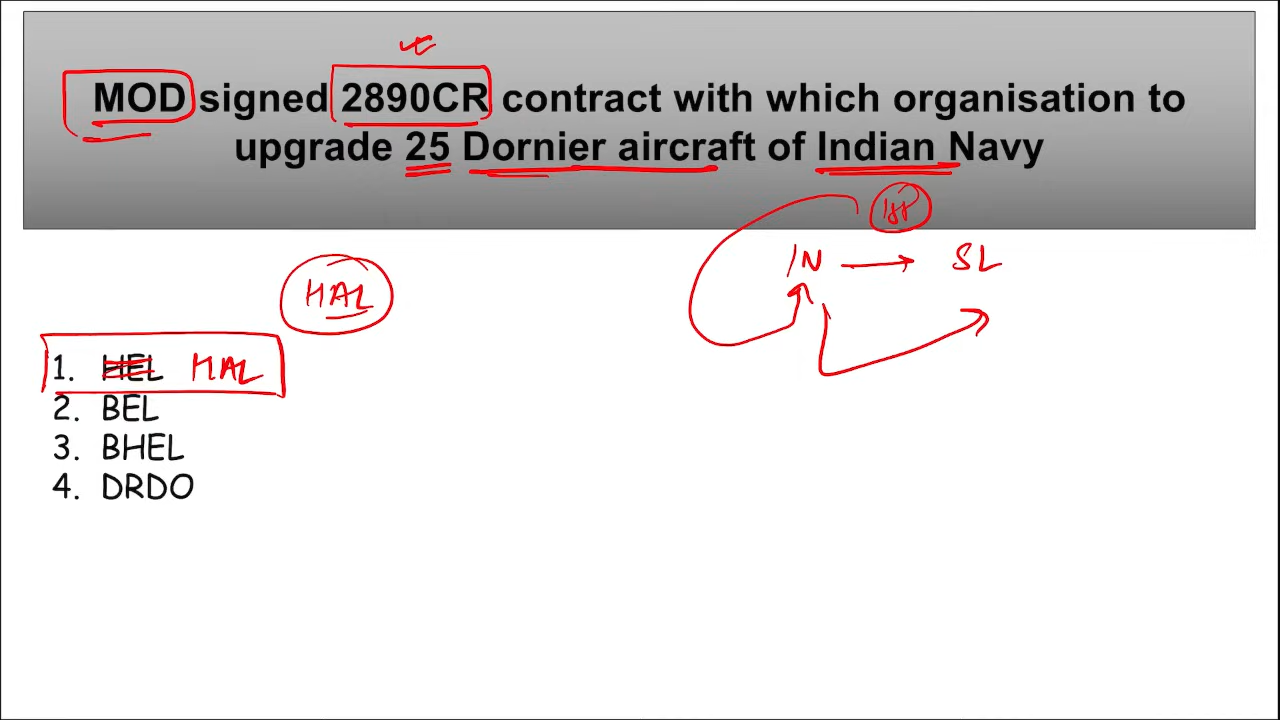 MOD signed 2890CR contract with which organisation to
upgrade 25 Dornier aircraft of Indian Navy
IN → SL
HAL
1. HEL HAL
2. BEL
3. BHEL
4. DRDO